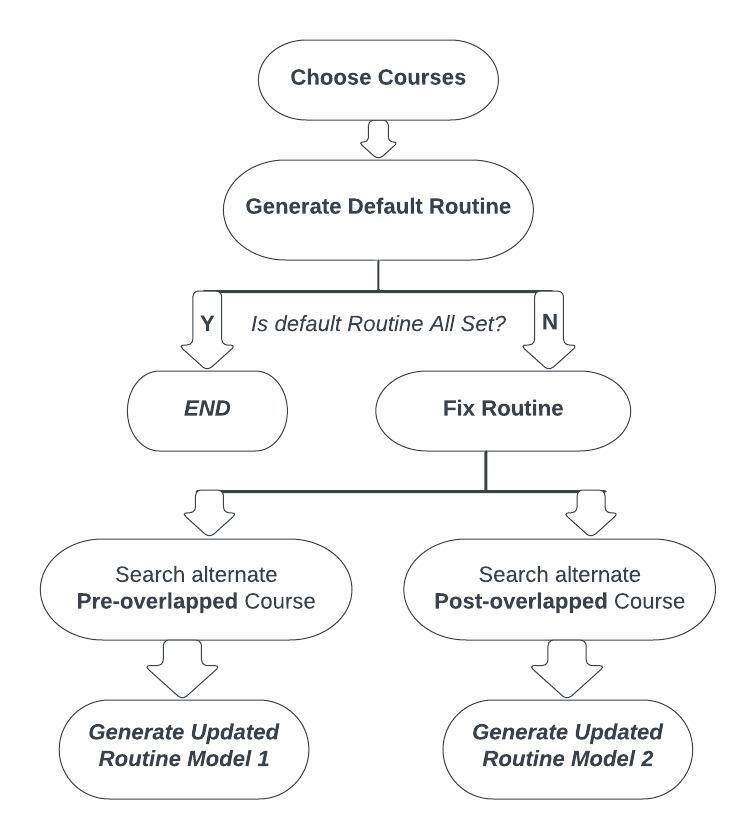 Choose Courses
Generate Default Routine
Y
Is default Routine All Set?
N
END
Fix Routine
Search alternate
Pre-overlapped Course
Search alternate
Post-overlapped Course
Generate Updated
Routine Model 1
Generate Updated
Routine Model 2